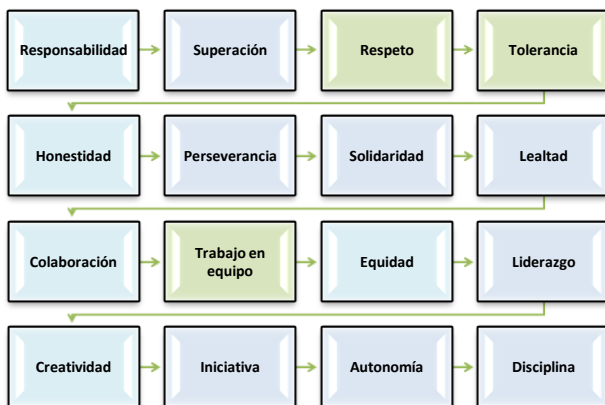 Responsabilidad
Superación
Respeto
Tolerancia
Honestidad
Perseverancia
Solidaridad
Lealtad
Colaboración
Trabajo en
equipo
Equidad
Liderazgo
Creatividad
Iniciativa
Autonomía
Disciplina